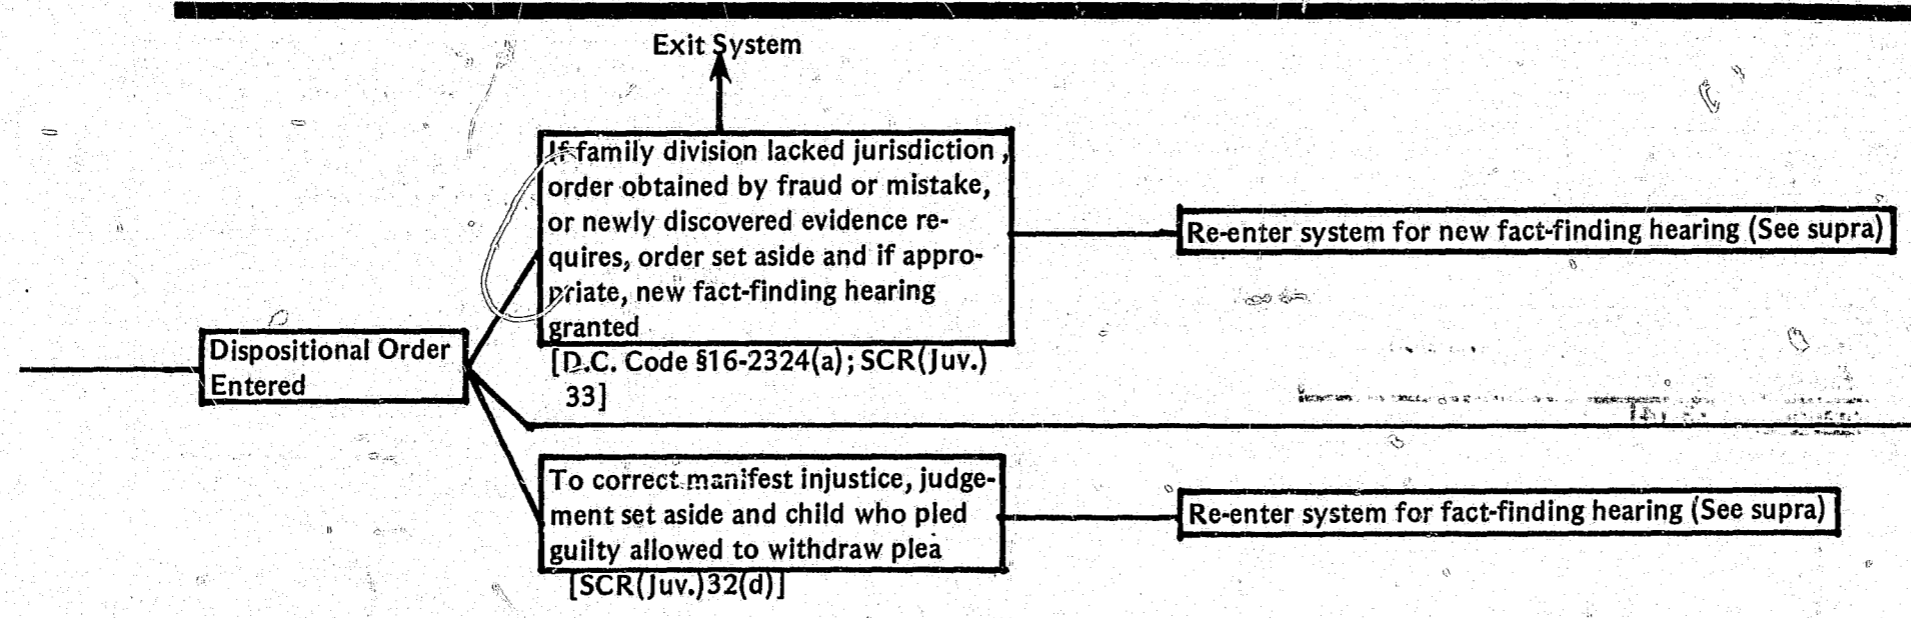 Exit System
If family division lacked jurisdiction ,
order obtained by fraud or mistake,
or newly discovered evidence re-
quires, order set aside and if appro-
priate, new fact-finding hearing
granted
[D.C. Code §16-2324(a); SCR(Juv.)
33]
Re-enter system for new fact-finding hearing (See supra)
Dispositional Order
Entered
To correct manifest injustice, judge-
ment set aside and child who pled
guilty allowed to withdraw plea
[SCR(Juv.)32(d)]
Re-enter system for fact-finding hearing (See supra)